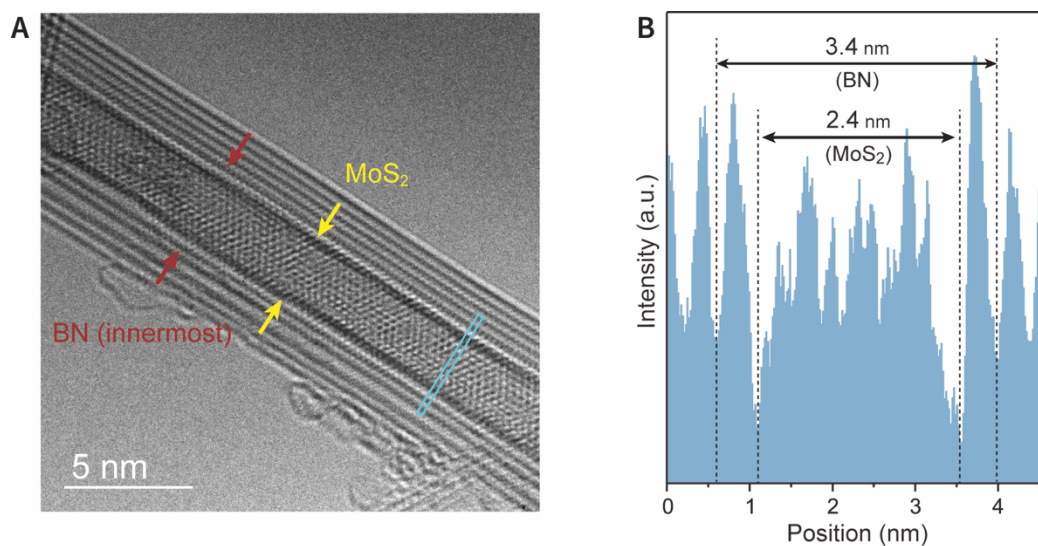 A
MoS₂
BN (innermost)
5 nm
B
3.4 nm
(BN)
2.4 nm
(MoS₂)
Intensity (a.u.)
0 1 2 3 4
Position (nm)